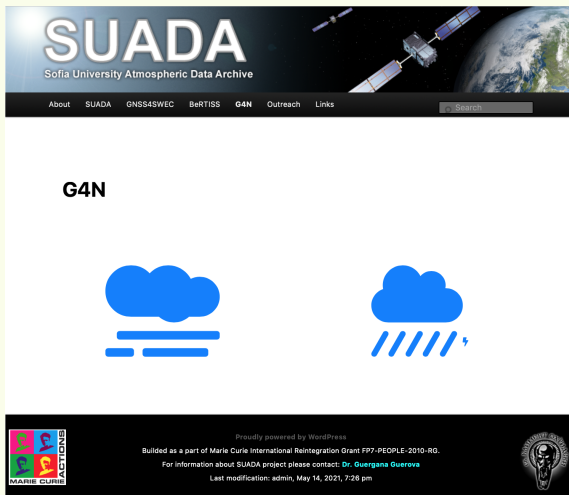 SUADA
Sofia University Atmospheric Data Archive
About SUADA GNSS4SWEC BeRTISS G4N Outreach Links Search
G4N
Proudly powered by WordPress
Builded as a part of Marie Curie International Reintegration Grant FP7-PEOPLE-2010-RG.
For information about SUADA project please contact: Dr. Guergana Guerova
Last modification: admin, May 14, 2021, 7:26 pm
MARIE CURIE
ACTIONS